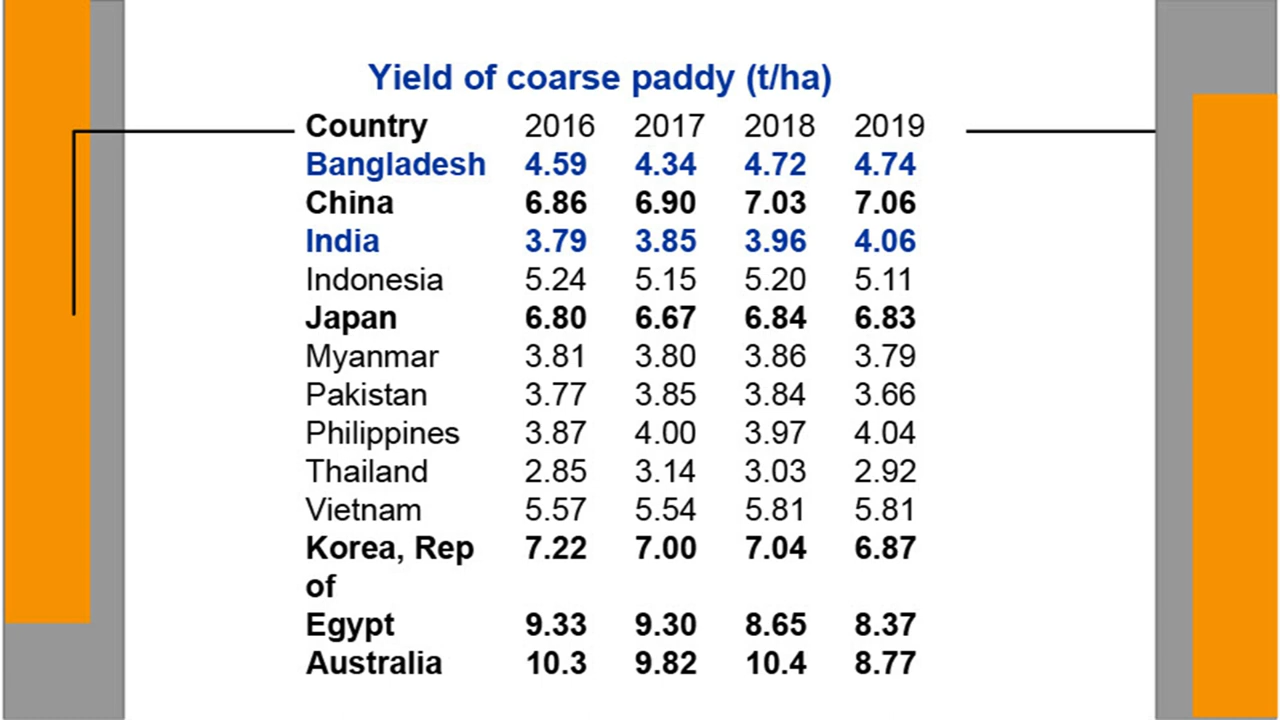 Yield of coarse paddy (t/ha)
Country 2016 2017 2018 2019
Bangladesh 4.59 4.34 4.72 4.74
China 6.86 6.90 7.03 7.06
India 3.79 3.85 3.96 4.06
Indonesia 5.24 5.15 5.20 5.11
Japan 6.80 6.67 6.84 6.83
Myanmar 3.81 3.80 3.86 3.79
Pakistan 3.77 3.85 3.84 3.66
Philippines 3.87 4.00 3.97 4.04
Thailand 2.85 3.14 3.03 2.92
Vietnam 5.57 5.54 5.81 5.81
Korea, Rep 7.22 7.00 7.04 6.87
of
Egypt 9.33 9.30 8.65 8.37
Australia 10.3 9.82 10.4 8.77